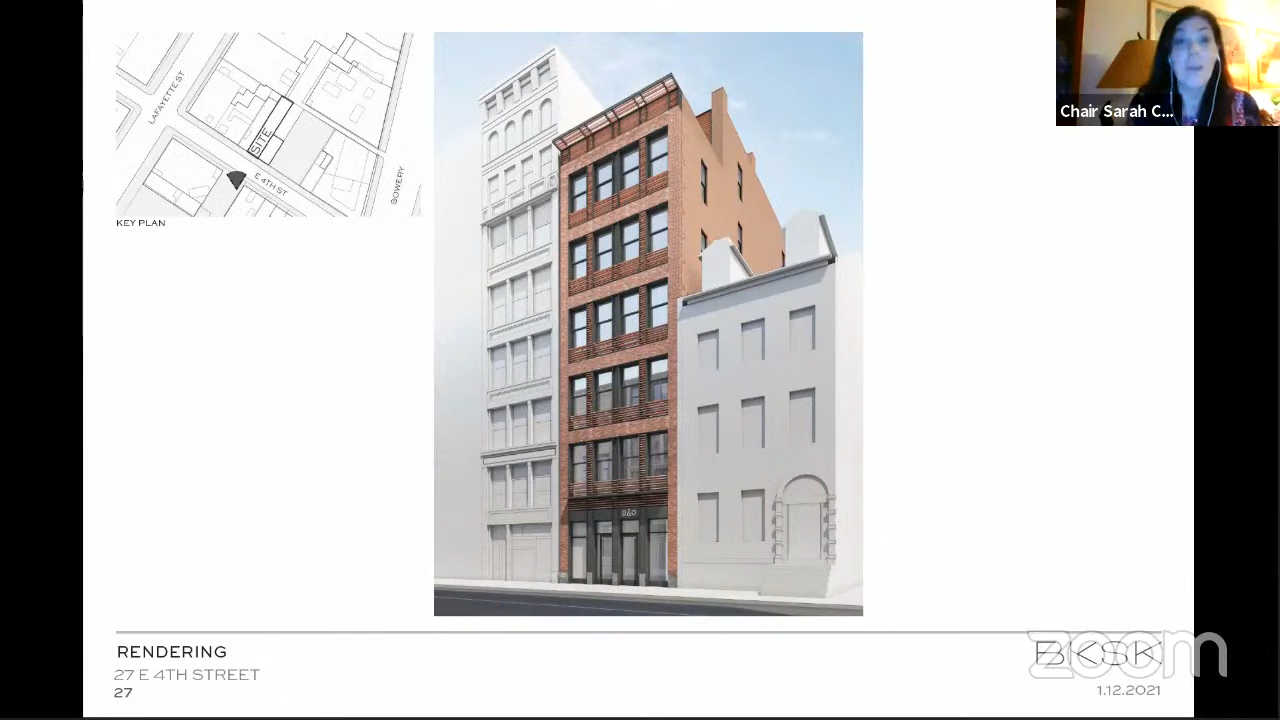 LAFAYETTE ST
SITE
E 4TH ST
BOWERY
KEY PLAN
Chair Sarah C...
RENDERING
27 E 4TH STREET
27
BKSK
zoom
1.12.2021